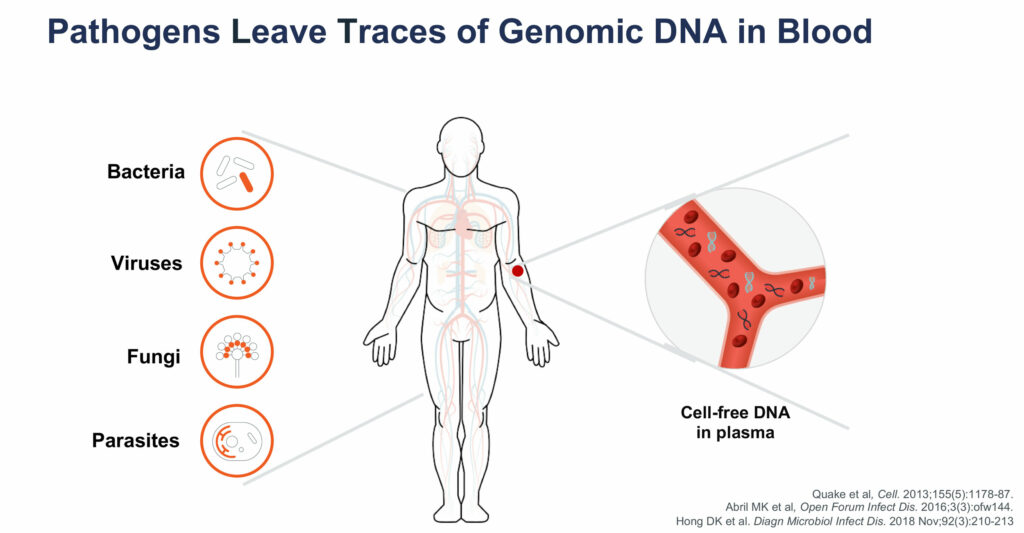 Pathogens Leave Traces of Genomic DNA in Blood
Bacteria
Viruses
Fungi
Parasites
Cell-free DNA
in plasma
Quake et al, Cell. 2013;155(5):1178-87.
Abril MK et al, Open Forum Infect Dis. 2016;3(3):ofw144.
Hong DK et al. Diagn Microbiol Infect Dis. 2018 Nov;92(3):210-213